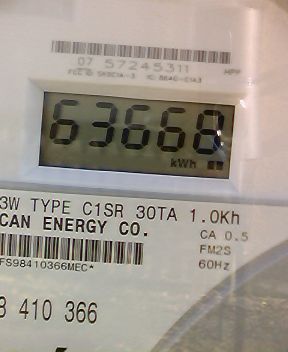 07 57245311
63668
kWh
3W TYPE C1SR 30TA 1.0Kh
CAN ENERGY CO.
CA 0.5
FM2S
60Hz
FS98410366MEC*
410 366